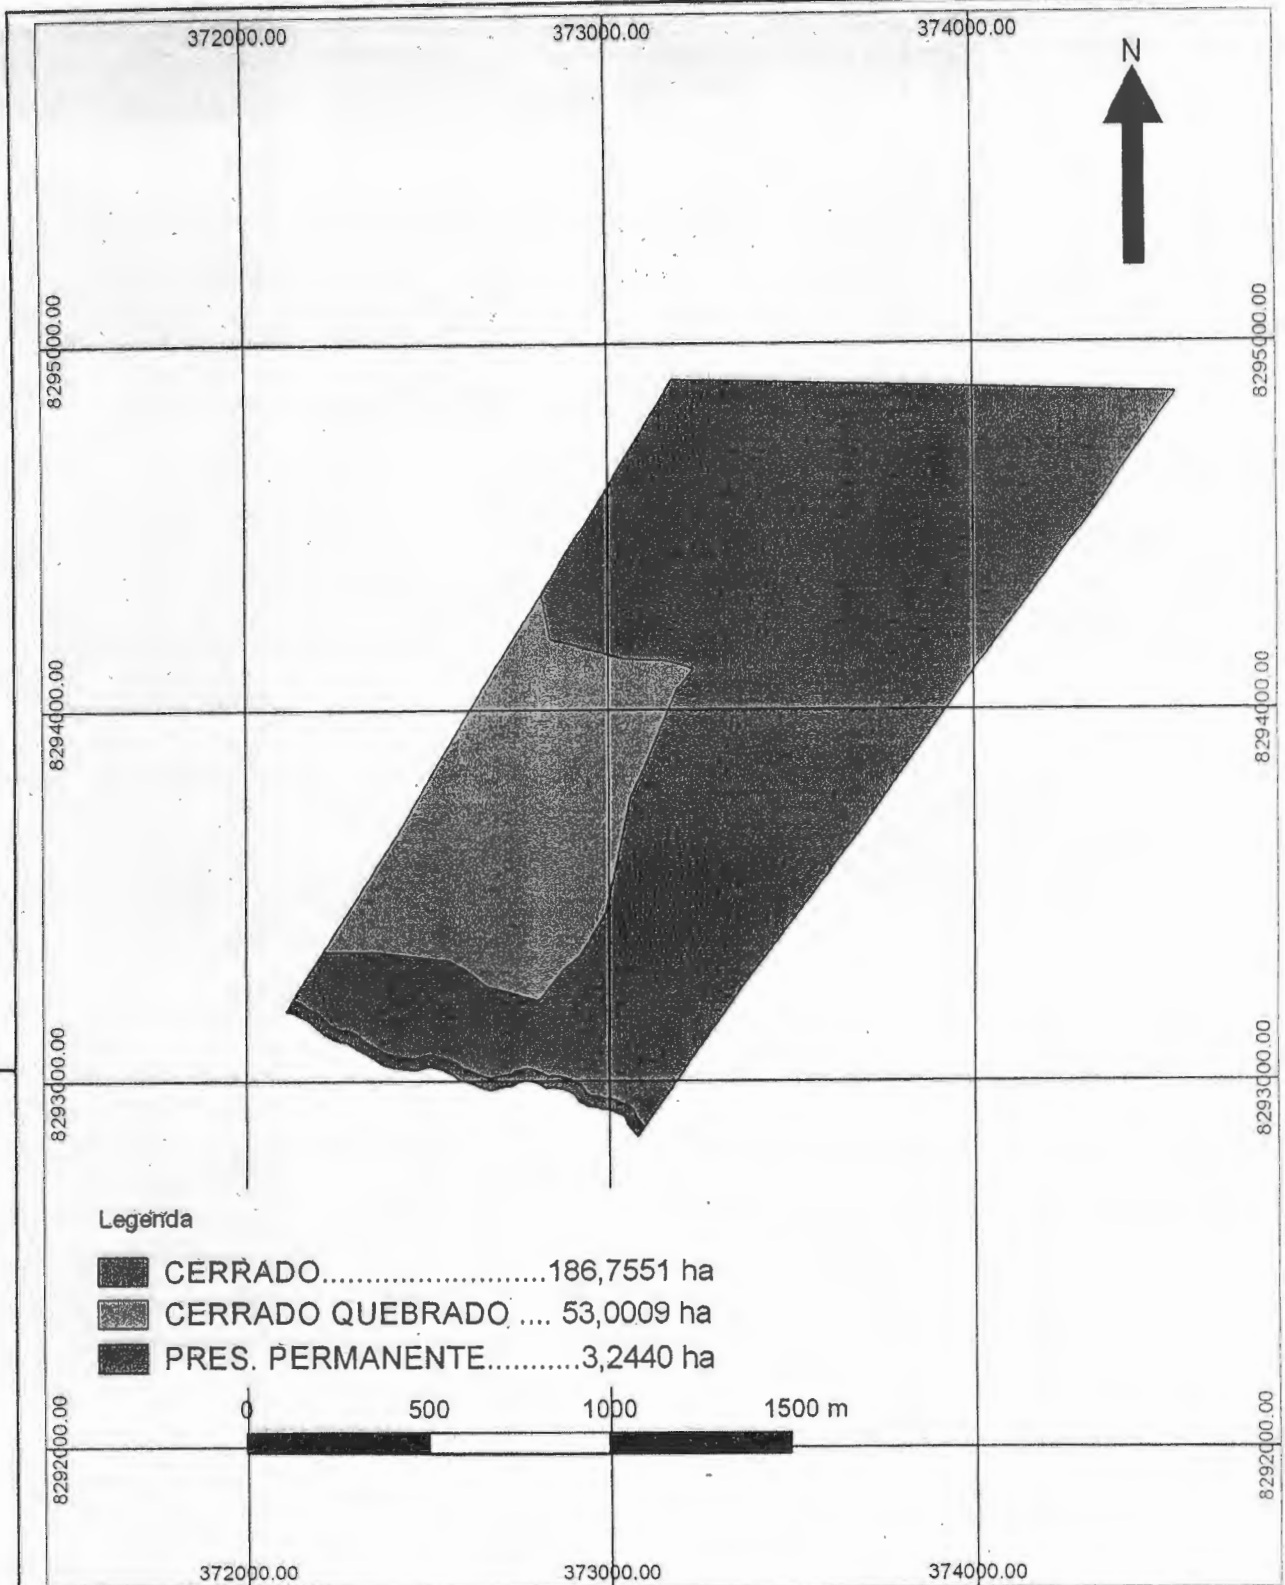 372000.00 373000.00 374000.00
N
8295000.00 8295000.00
8294000.00 8294000.00
8293000.00 8293000.00
Legenda
CERRADO..........................186,7551 ha
CERRADO QUEBRADO .... 53,0009 ha
PRES. PERMANENTE...........3,2440 ha
0 500 1000 1500 m
8292000.00 8292000.00
372000.00 373000.00 374000.00